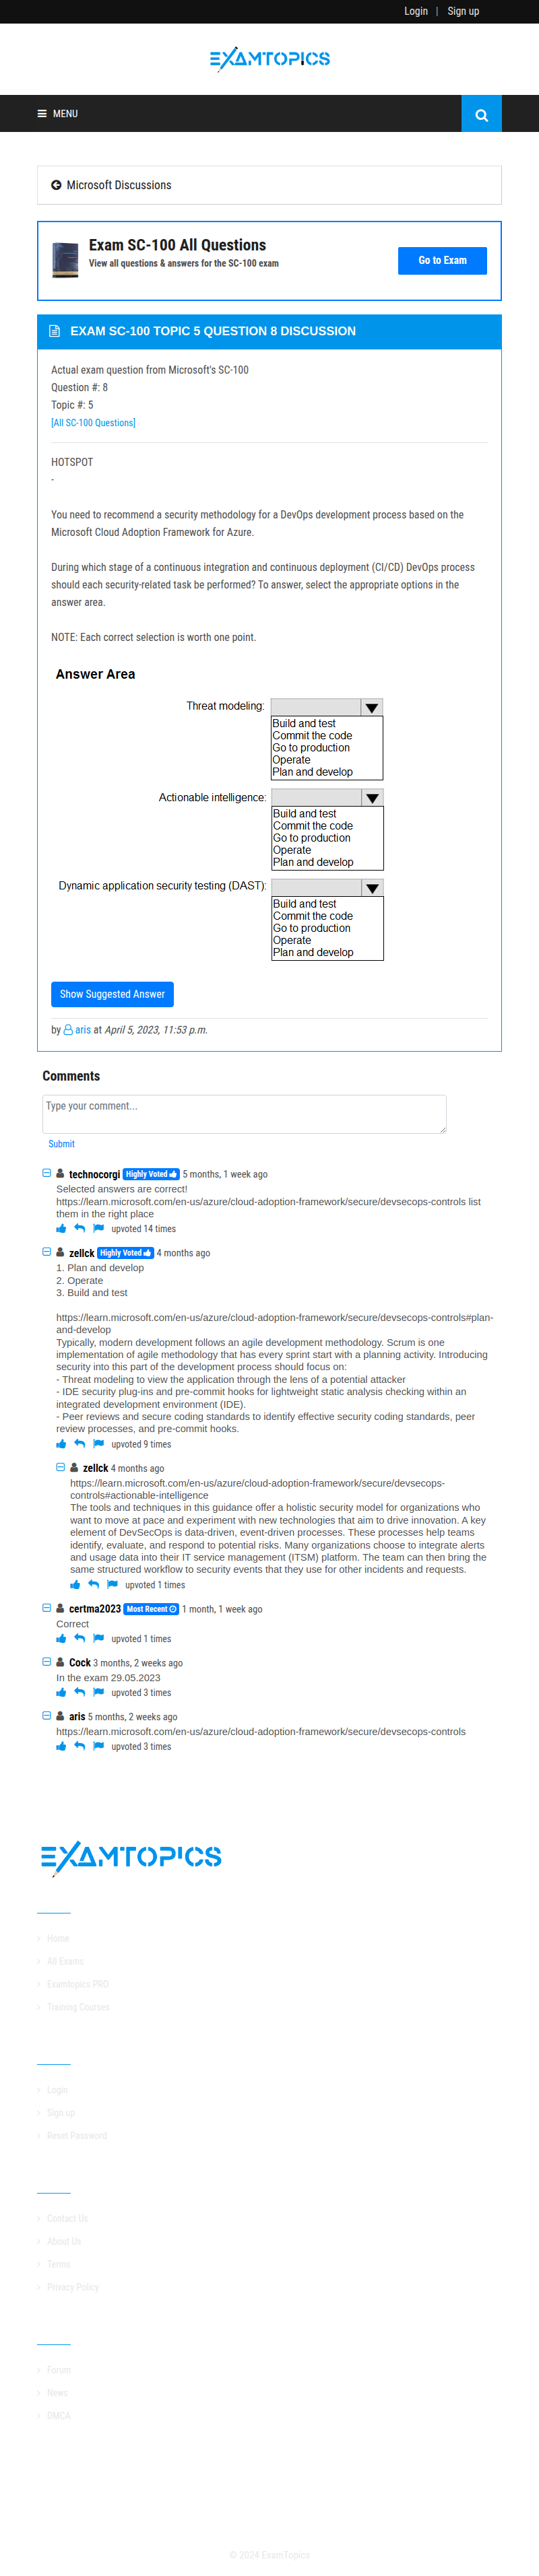 Login | Sign up
EXAMTOPICS
MENU
Microsoft Discussions
Exam SC-100 All Questions
View all questions & answers for the SC-100 exam
Go to Exam
EXAM SC-100 TOPIC 5 QUESTION 8 DISCUSSION
Actual exam question from Microsoft's SC-100
Question #: 8
Topic #: 5
[All SC-100 Questions]
HOTSPOT
-
You need to recommend a security methodology for a DevOps development process based on the
Microsoft Cloud Adoption Framework for Azure.
During which stage of a continuous integration and continuous deployment (CI/CD) DevOps process
should each security-related task be performed? To answer, select the appropriate options in the
answer area.
NOTE: Each correct selection is worth one point.
Answer Area
Threat modeling:
Build and test
Commit the code
Go to production
Operate
Plan and develop
Actionable intelligence:
Build and test
Commit the code
Go to production
Operate
Plan and develop
Dynamic application security testing (DAST):
Build and test
Commit the code
Go to production
Operate
Plan and develop
Show Suggested Answer
by aris at April 5, 2023, 11:53 p.m.
Comments
Type your comment...
Submit
technocorgi Highly Voted 5 months, 1 week ago
Selected answers are correct!
https://learn.microsoft.com/en-us/azure/cloud-adoption-framework/secure/devsecops-controls list
them in the right place
upvoted 14 times
zellck Highly Voted 4 months ago
1. Plan and develop
2. Operate
3. Build and test
https://learn.microsoft.com/en-us/azure/cloud-adoption-framework/secure/devsecops-controls#plan-
and-develop
Typically, modern development follows an agile development methodology. Scrum is one
implementation of agile methodology that has every sprint start with a planning activity. Introducing
security into this part of the development process should focus on:
- Threat modeling to view the application through the lens of a potential attacker
- IDE security plug-ins and pre-commit hooks for lightweight static analysis checking within an
integrated development environment (IDE).
- Peer reviews and secure coding standards to identify effective security coding standards, peer
review processes, and pre-commit hooks.
upvoted 9 times
zellck 4 months ago
https://learn.microsoft.com/en-us/azure/cloud-adoption-framework/secure/devsecops-
controls#actionable-intelligence
The tools and techniques in this guidance offer a holistic security model for organizations who
want to move at pace and experiment with new technologies that aim to drive innovation. A key
element of DevSecOps is data-driven, event-driven processes. These processes help teams
identify, evaluate, and respond to potential risks. Many organizations choose to integrate alerts
and usage data into their IT service management (ITSM) platform. The team can then bring the
same structured workflow to security events that they use for other incidents and requests.
upvoted 1 times
certma2023 Most Recent 1 month, 1 week ago
Correct
upvoted 1 times
Cock 3 months, 2 weeks ago
In the exam 29.05.2023
upvoted 3 times
aris 5 months, 2 weeks ago
https://learn.microsoft.com/en-us/azure/cloud-adoption-framework/secure/devsecops-controls
upvoted 3 times
EXAMTOPICS
Home
All Exams
Examtopics PRO
Training Courses
Login
Sign up
Reset Password
Contact Us
About Us
Terms
Privacy Policy
Forum
News
DMCA
© 2024 ExamTopics